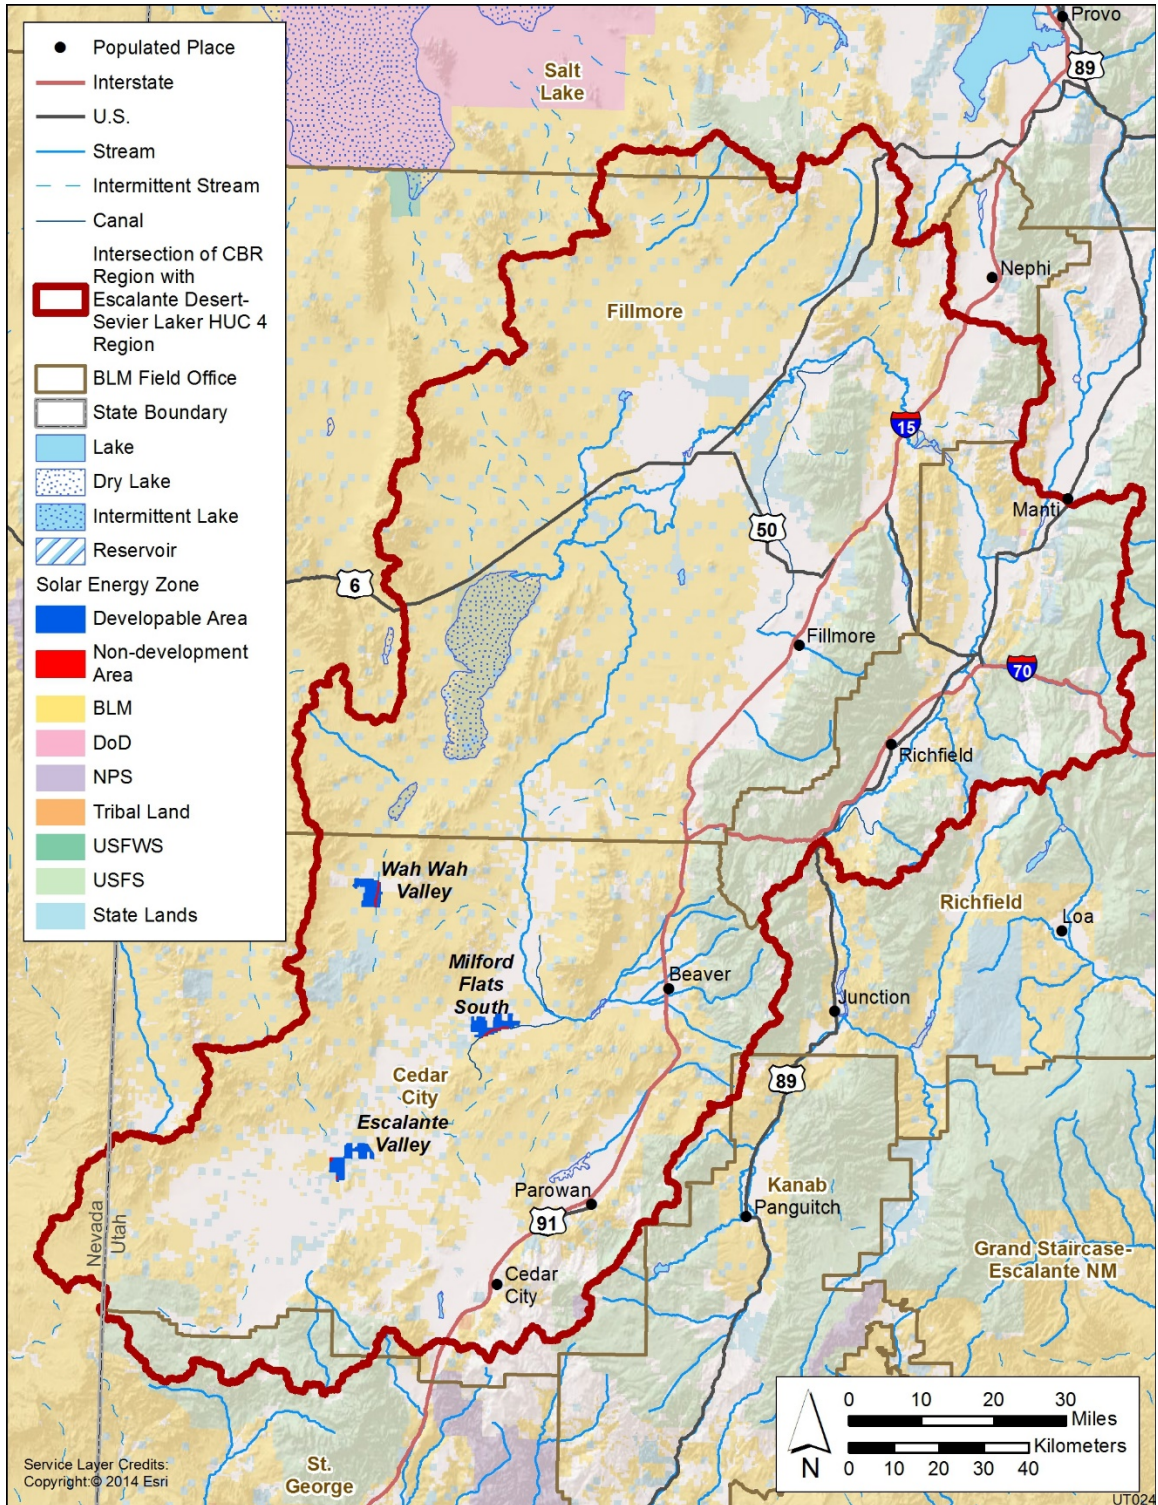 Populated Place
Interstate
U.S.
Stream
Intermittent Stream
Canal
Intersection of CBR
Region with
Escalante Desert-
Sevier Laker HUC 4
Region
BLM Field Office
State Boundary
Lake
Dry Lake
Intermittent Lake
Reservoir
Solar Energy Zone
Developable Area
Non-development
Area
BLM
DoD
NPS
Tribal Land
USFWS
USFS
State Lands
Provo
89
Salt
Lake
Nephi
Fillmore
15
Manti
50
6
Fillmore
70
Richfield
Wah Wah
Valley
Richfield
Loa
Milford
Flats
South
Beaver
Junction
Cedar
City
89
Escalante
Valley
Parowan
91
Kanab
Panguitch
Nevada
Utah
Grand Staircase-
Escalante NM
Cedar
City
St.
George
Service Layer Credits:
Copyright:© 2014 Esri
N
0 10 20 30
Miles
Kilometers
0 10 20 30 40
UT024